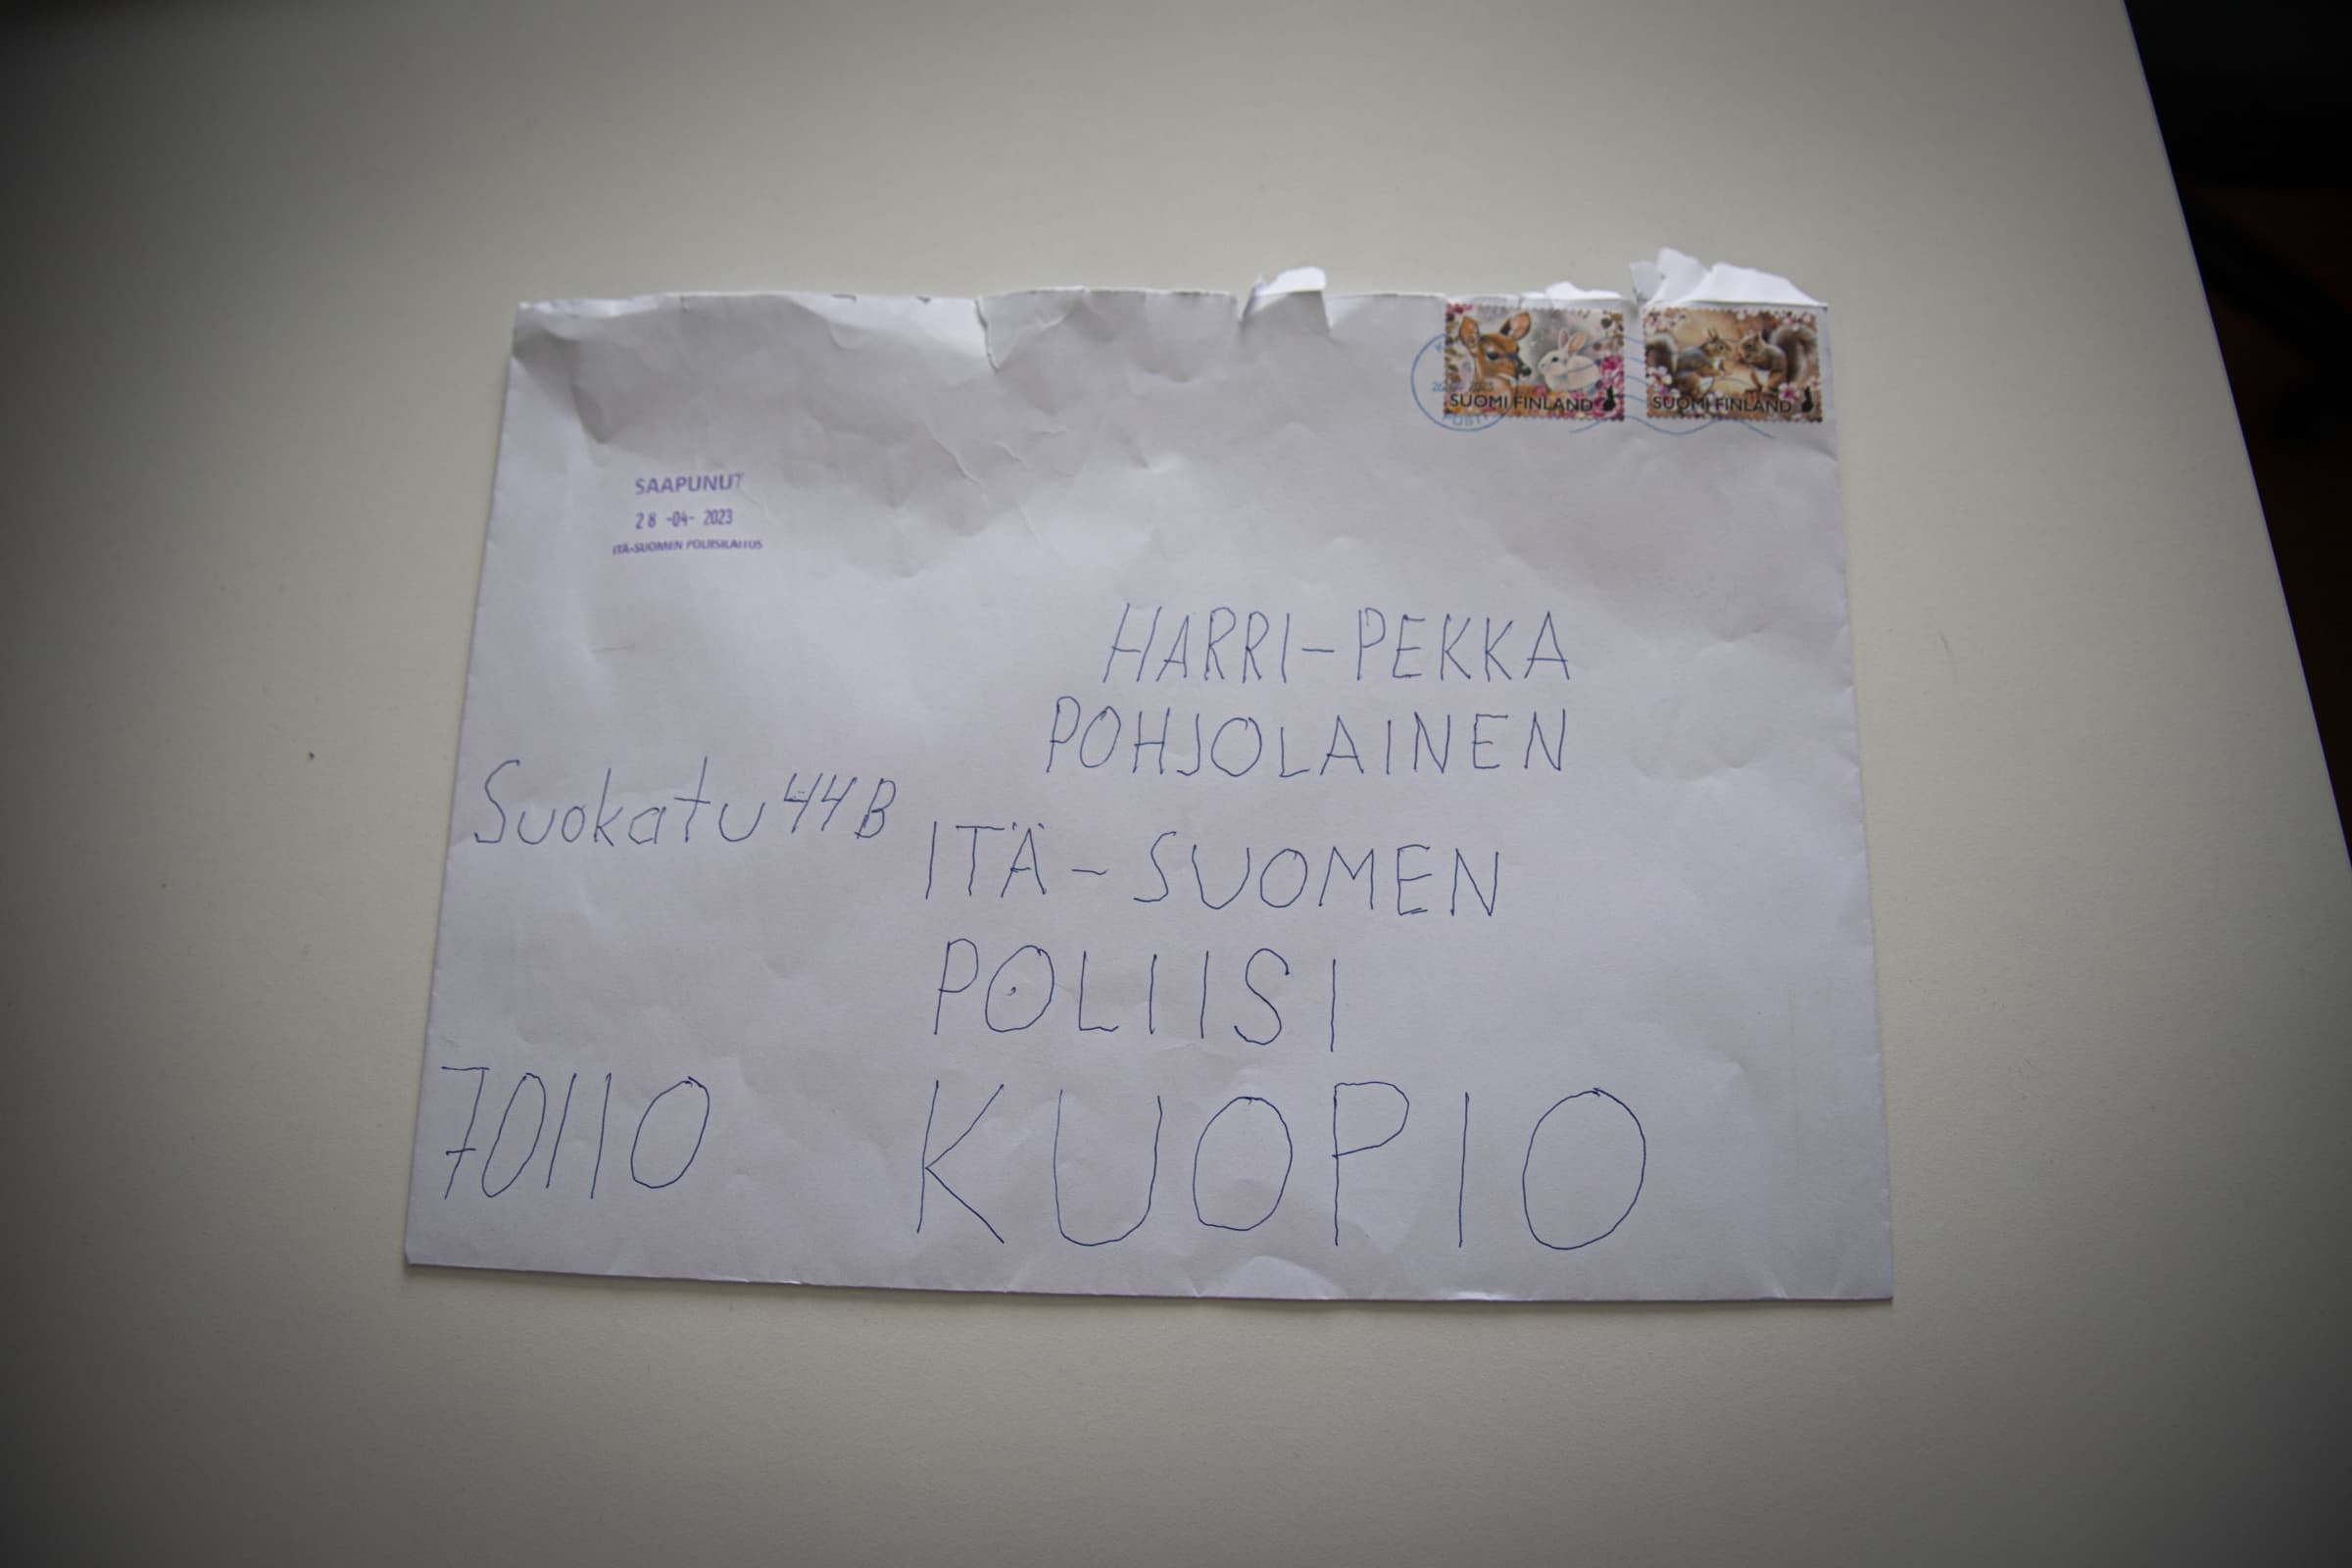 SUOMI FINLAND
SUOMI FINLAND
SAAPUNUT
28 -04- 2023
ITÄ-SUOMEN POLIISILAITOS
HARRI-PEKKA
POHJOLAINEN
Suokatu 44B
ITÄ-SUOMEN
POLIISI
70110 KUOPIO